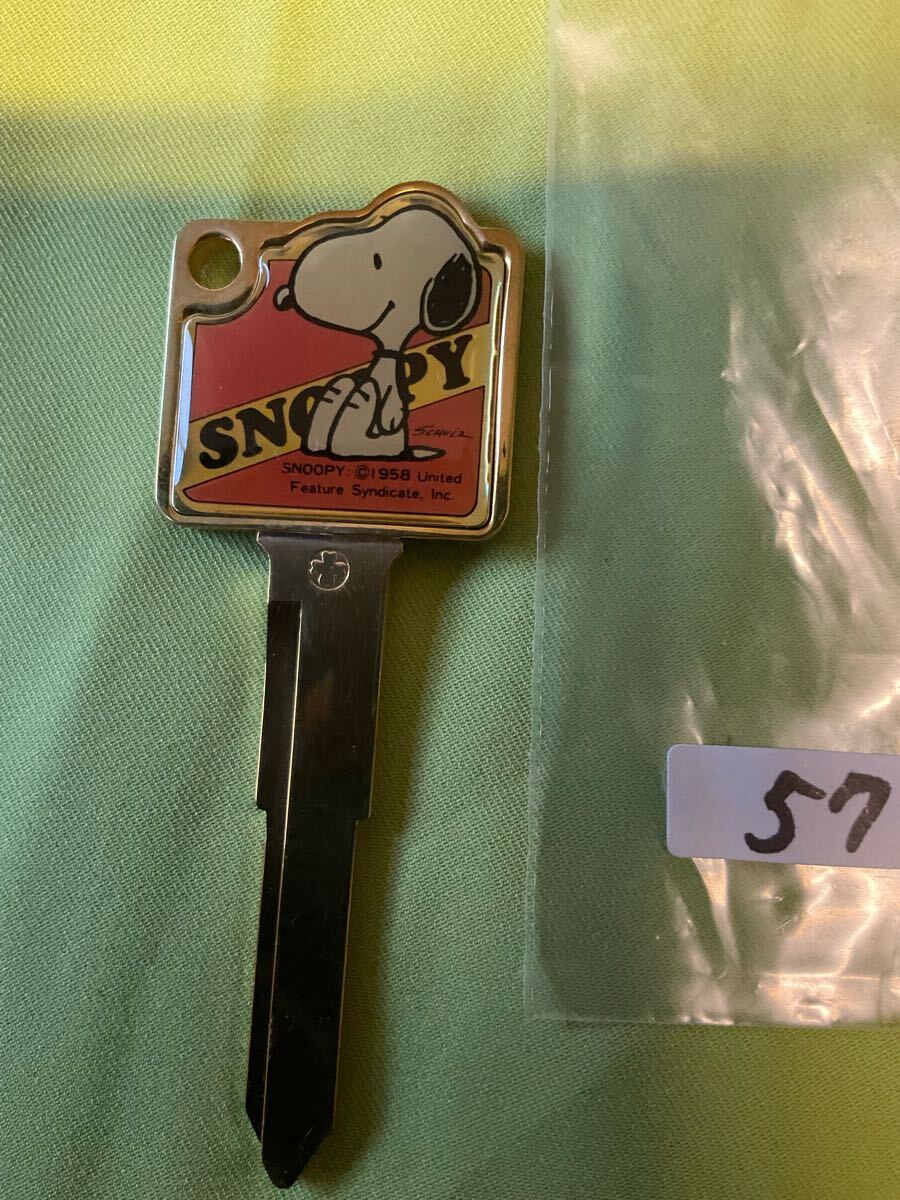 SNOOPY
SCHULZ
SNOOPY: ©1958 United
Feature Syndicate, Inc.
57